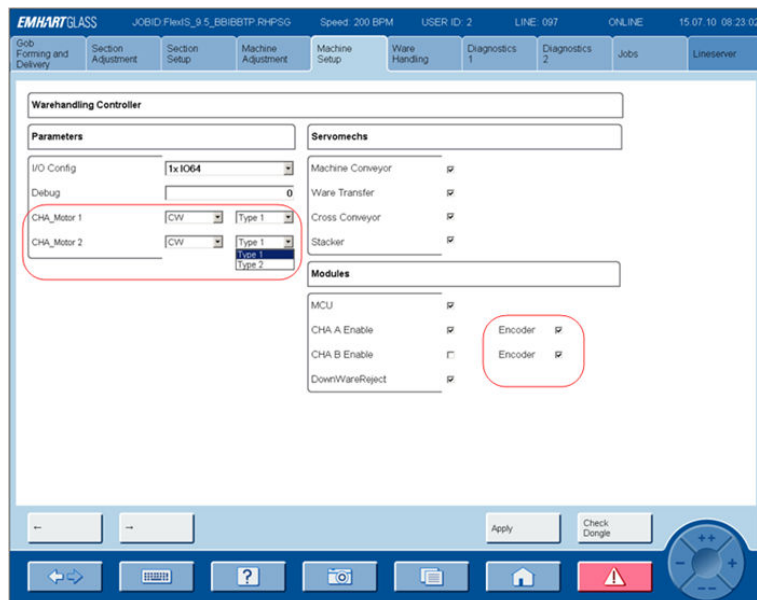 EMHARTGLASS JOBID:FlexIS_9.5_BBIBBTP.RHPSG Speed: 200 BPM USER ID: 2 LINE: 097 ONLINE 15.07.10 08:23:02
Gob Forming and Delivery
Section Adjustment
Section Setup
Machine Adjustment
Machine Setup
Ware Handling
Diagnostics 1
Diagnostics 2
Jobs
Lineserver
Warehandling Controller
Parameters
I/O Config 1x IO64
Debug 0
CHA_Motor 1 CW Type 1
CHA_Motor 2 CW Type 1
Type 1
Type 2
Servomechs
Machine Conveyor
Ware Transfer
Cross Conveyor
Stacker
Modules
MCU
CHA A Enable Encoder
CHA B Enable Encoder
DownWareReject
Apply
Check Dongle